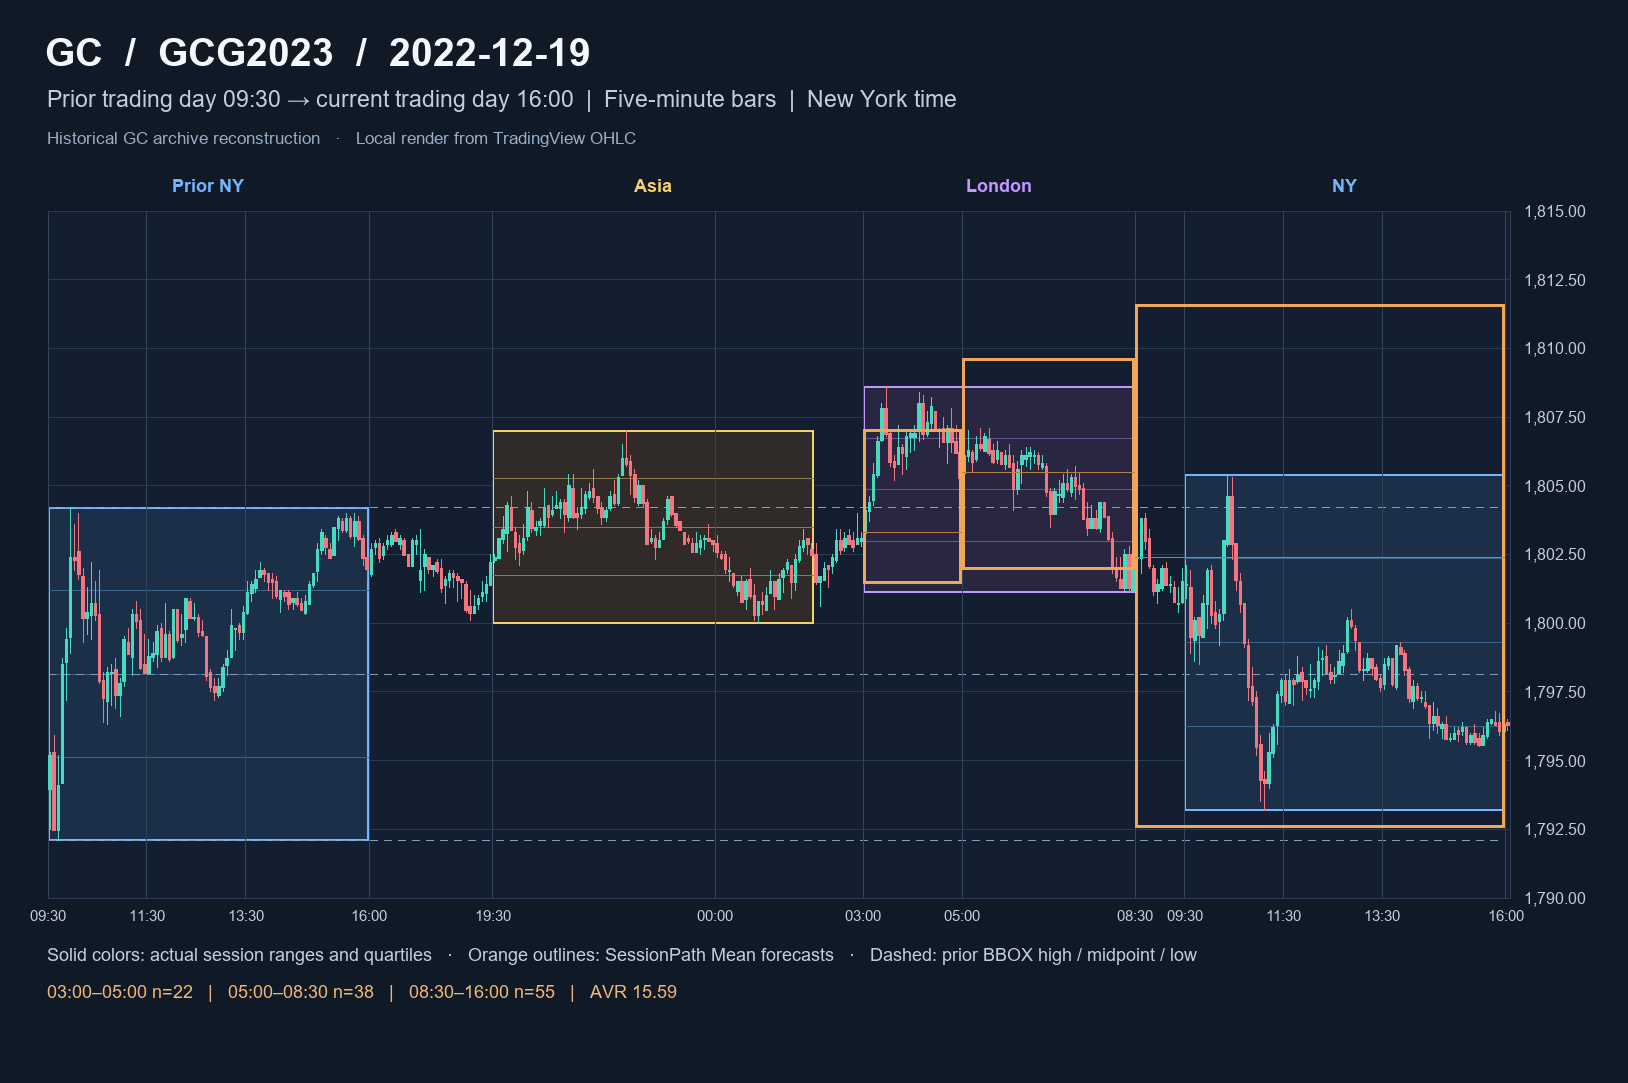 GC / GCG2023 / 2022-12-19
Prior trading day 09:30 → current trading day 16:00 | Five-minute bars | New York time
Historical GC archive reconstruction · Local render from TradingView OHLC
Prior NY Asia London NY
1,815.00
1,812.50
1,810.00
1,807.50
1,805.00
1,802.50
1,800.00
1,797.50
1,795.00
1,792.50
1,790.00
09:30 11:30 13:30 16:00 19:30 00:00 03:00 05:00 08:30 09:30 11:30 13:30 16:00
Solid colors: actual session ranges and quartiles · Orange outlines: SessionPath Mean forecasts · Dashed: prior BBOX high / midpoint / low
03:00–05:00 n=22 | 05:00–08:30 n=38 | 08:30–16:00 n=55 | AVR 15.59